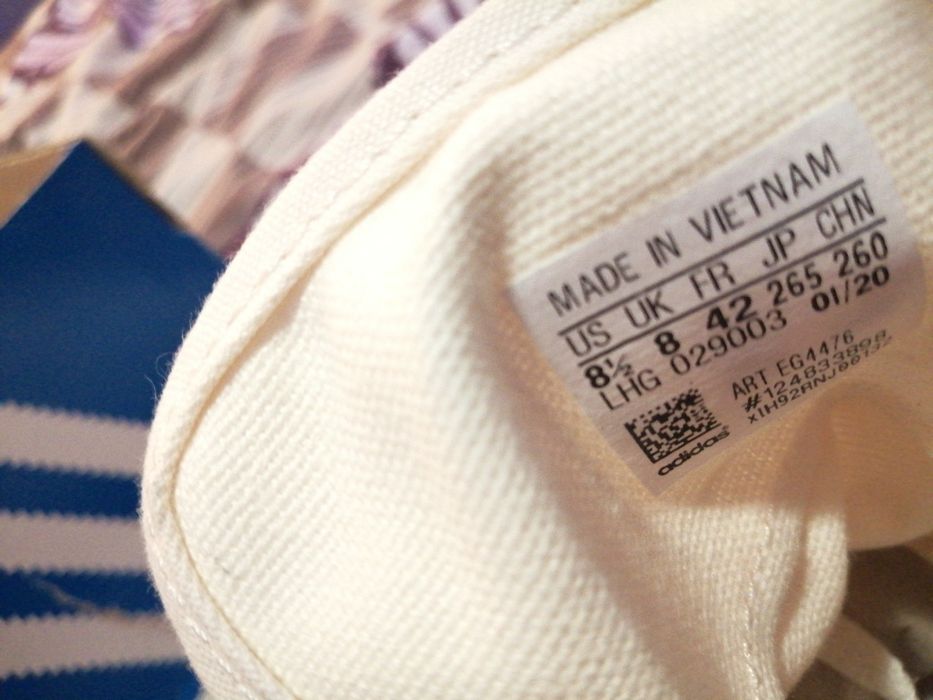 MADE IN VIETNAM
US UK FR JP CHN
8½ 8 42 265 260
LHG 029003 01/20
ART EG4476
adidas